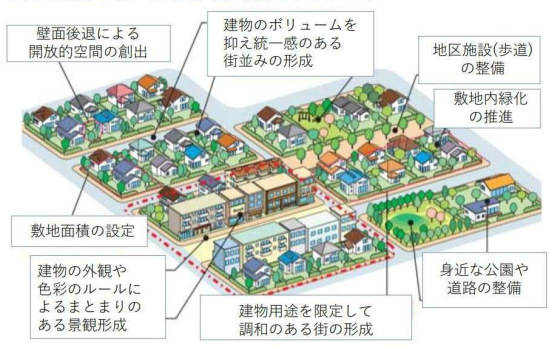 壁面後退による
開放的空間の創出
建物のボリュームを
抑え統一感のある
街並みの形成
地区施設(歩道)
の整備
敷地内緑化
の推進
敷地面積の設定
建物の外観や
色彩のルールに
よるまとまりの
ある景観形成
建物用途を限定して
調和のある街の形成
身近な公園や
道路の整備